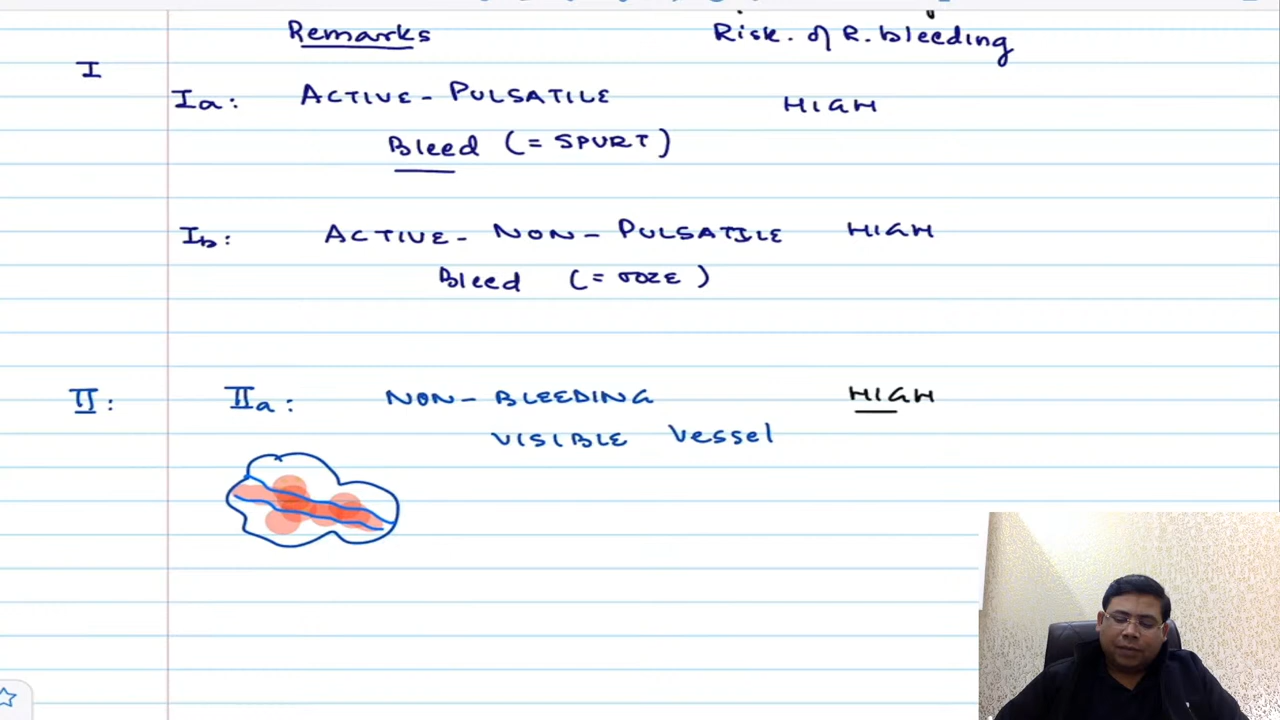 Remarks Risk. of R. bleeding
I
Ia: ACTIVE - PULSATILE HIGH
Bleed (= SPURT)
Ib: ACTIVE - NON - PULSATILE HIGH
Bleed (= OOZE)
II: IIa: NON - BLEEDING HIGH
VISIBLE Vessel